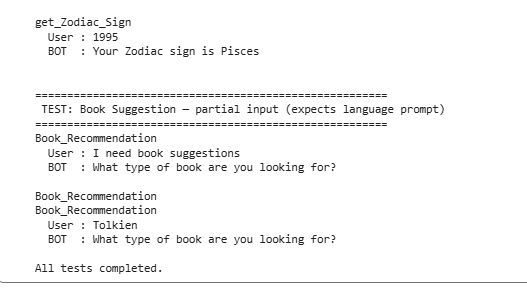 get_Zodiac_Sign
User : 1995
BOT : Your Zodiac sign is Pisces
======================================================
TEST: Book Suggestion — partial input (expects language prompt)
======================================================
Book_Recommendation
User : I need book suggestions
BOT : What type of book are you looking for?
Book_Recommendation
Book_Recommendation
User : Tolkien
BOT : What type of book are you looking for?
All tests completed.